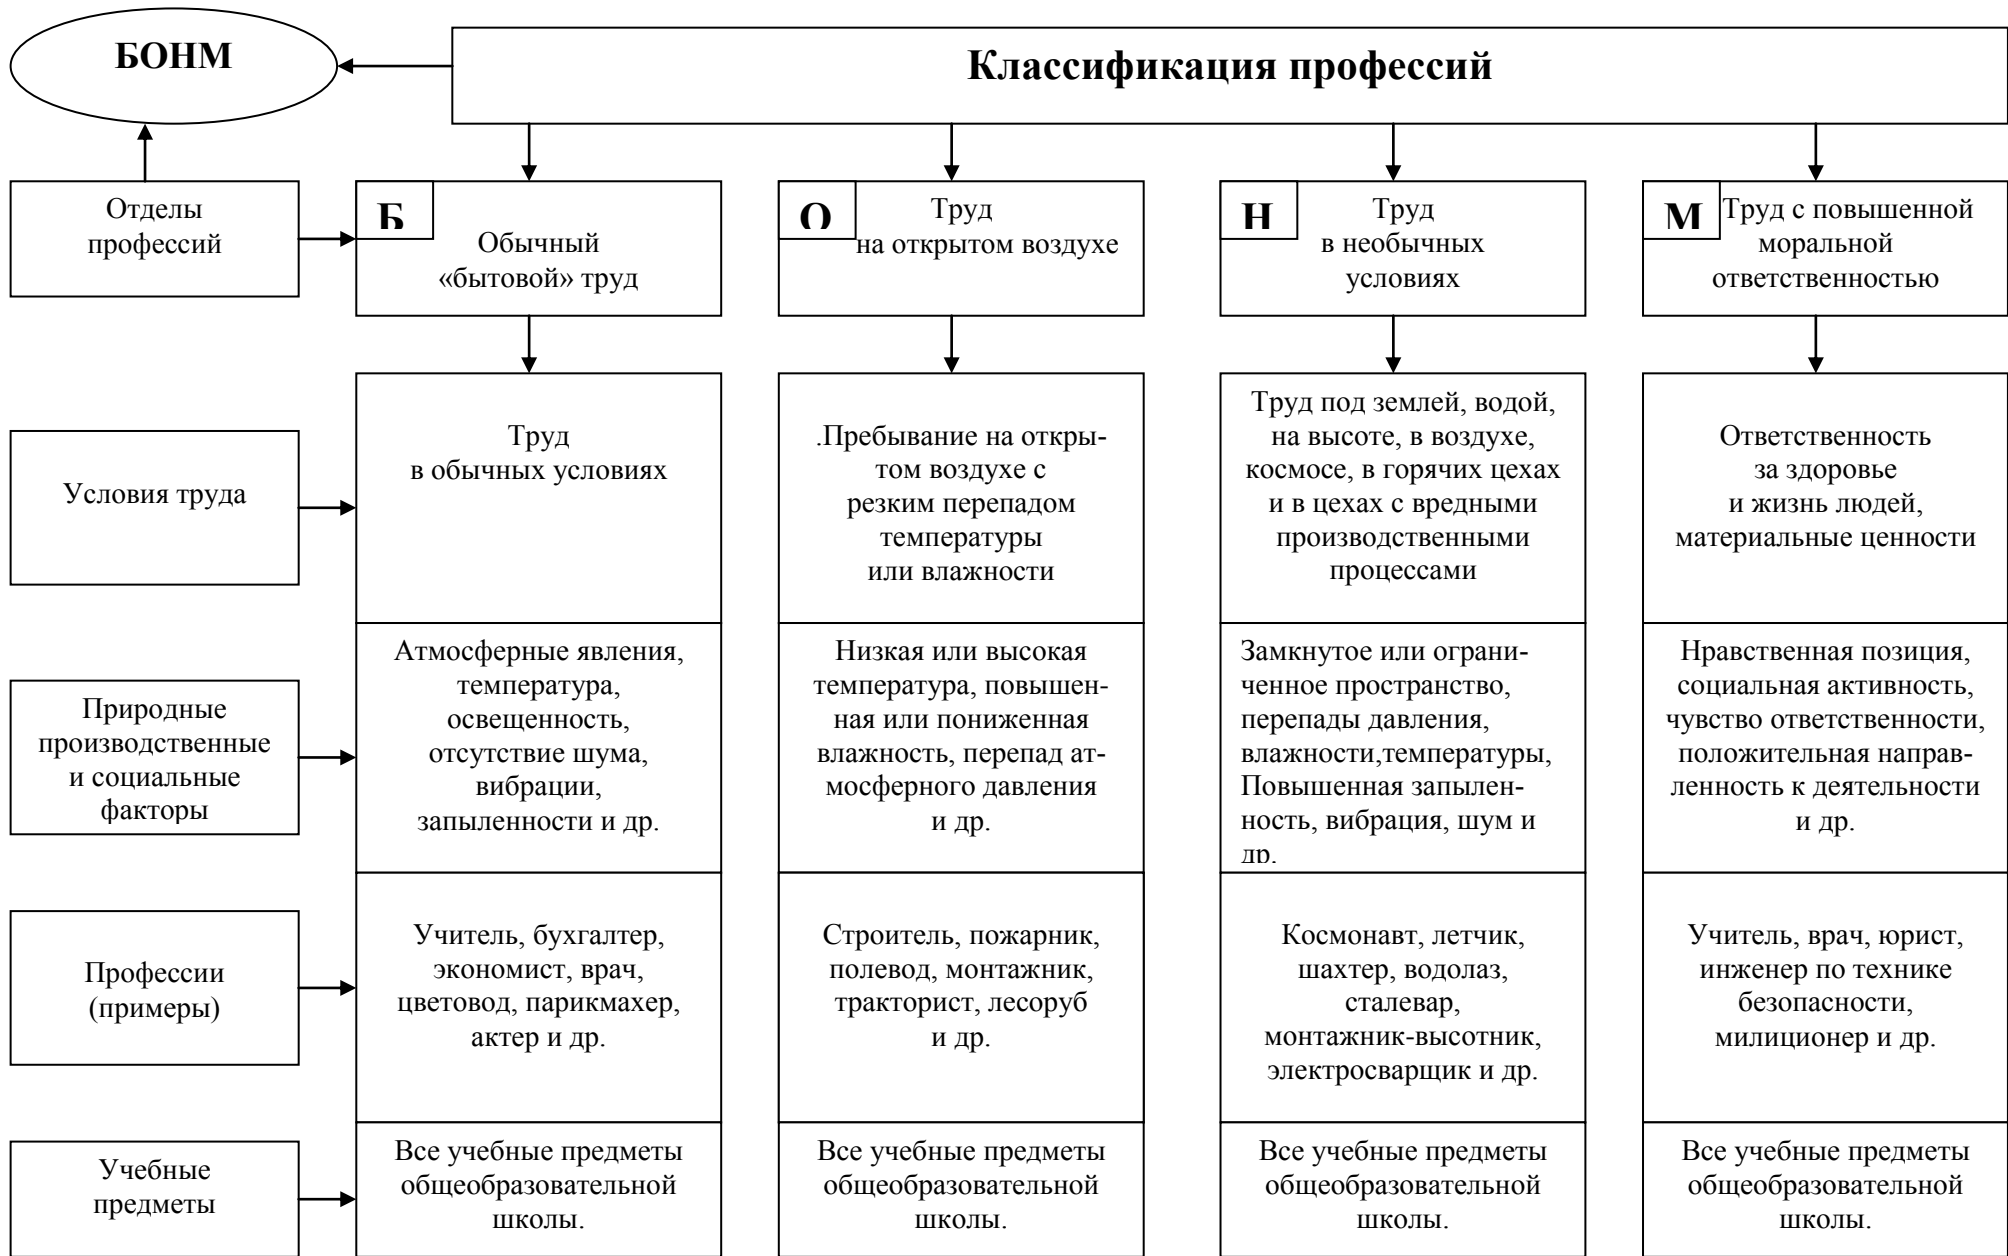 БОНМ
Классификация профессий
Отделы
профессий
Б
Обычный
«бытовой» труд
О
Труд
на открытом воздухе
Н
Труд
в необычных
условиях
М
Труд с повышенной
моральной
ответственностью
Условия труда
Труд
в обычных условиях
.Пребывание на откры-
том воздухе с
резким перепадом
температуры
или влажности
Труд под землей, водой,
на высоте, в воздухе,
космосе, в горячих цехах
и в цехах с вредными
производственными
процессами
Ответственность
за здоровье
и жизнь людей,
материальные ценности
Природные
производственные
и социальные
факторы
Атмосферные явления,
температура,
освещенность,
отсутствие шума,
вибрации,
запыленности и др.
Низкая или высокая
температура, повышен-
ная или пониженная
влажность, перепад ат-
мосферного давления
и др.
Замкнутое или ограни-
ченное пространство,
перепады давления,
влажности,температуры,
Повышенная запылен-
ность, вибрация, шум и
др.
Нравственная позиция,
социальная активность,
чувство ответственности,
положительная направ-
ленность к деятельности
и др.
Профессии
(примеры)
Учитель, бухгалтер,
экономист, врач,
цветовод, парикмахер,
актер и др.
Строитель, пожарник,
полевод, монтажник,
тракторист, лесоруб
и др.
Космонавт, летчик,
шахтер, водолаз,
сталевар,
монтажник-высотник,
электросварщик и др.
Учитель, врач, юрист,
инженер по технике
безопасности,
милиционер и др.
Учебные
предметы
Все учебные предметы
общеобразовательной
школы.
Все учебные предметы
общеобразовательной
школы.
Все учебные предметы
общеобразовательной
школы.
Все учебные предметы
общеобразовательной
школы.